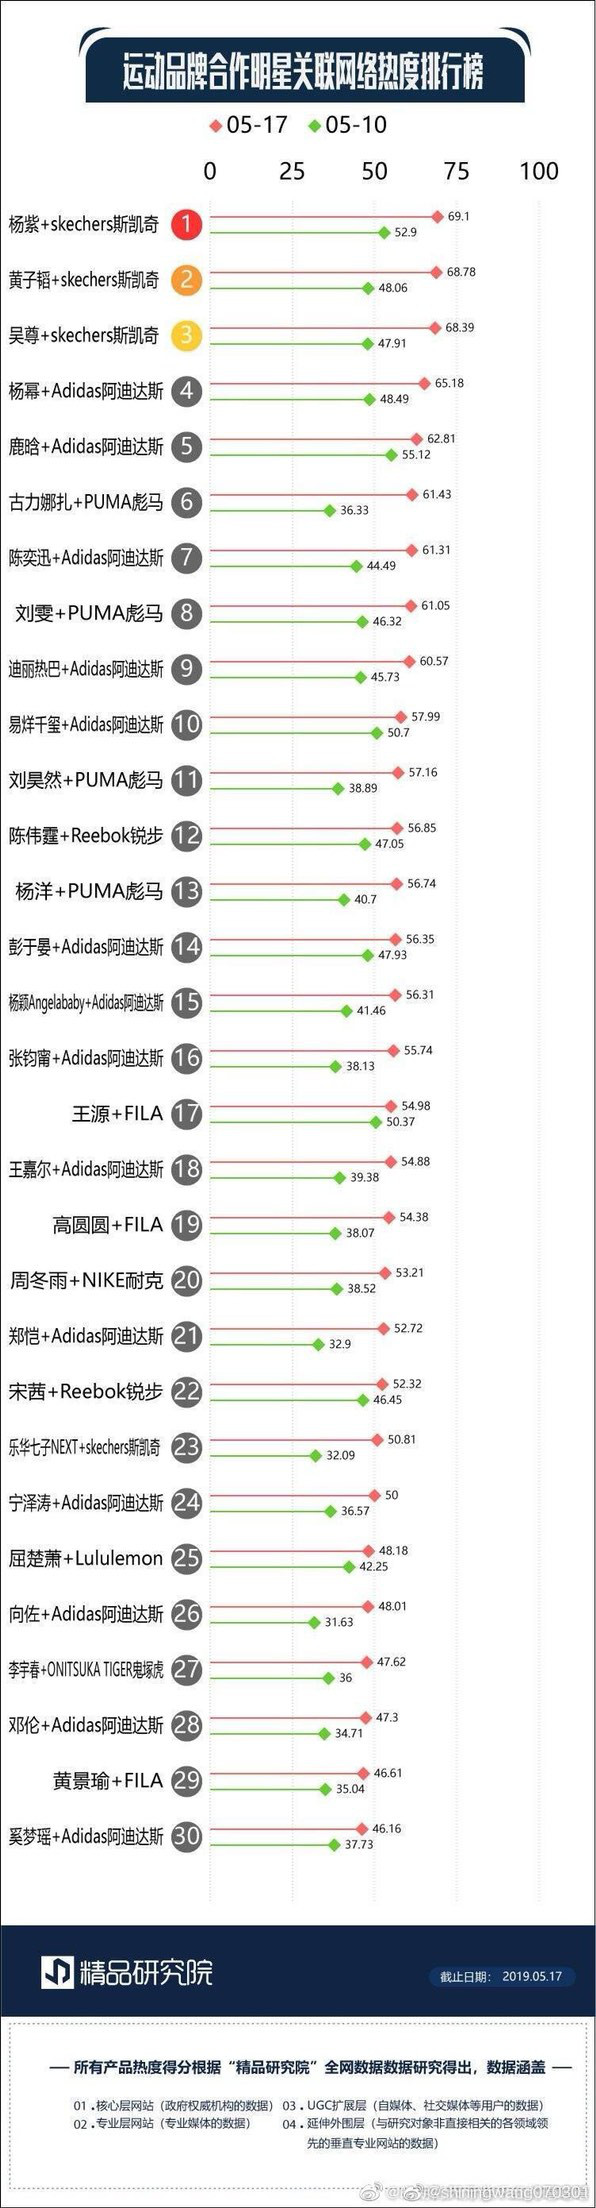 运动品牌合作明星关联网络热度排行榜
05-17 05-10
0 25 50 75 100
杨紫+skechers斯凯奇 1 69.1
52.9
黄子韬+skechers斯凯奇 2 68.78
48.06
吴尊+skechers斯凯奇 3 68.39
47.91
杨幂+Adidas阿迪达斯 4 65.18
48.49
鹿晗+Adidas阿迪达斯 5 62.81
55.12
古力娜扎+PUMA彪马 6 61.43
36.33
陈奕迅+Adidas阿迪达斯 7 61.31
44.49
刘雯+PUMA彪马 8 61.05
46.32
迪丽热巴+Adidas阿迪达斯 9 60.57
45.73
易烊千玺+Adidas阿迪达斯 10 57.99
50.7
刘昊然+PUMA彪马 11 57.16
38.89
陈伟霆+Reebok锐步 12 56.85
47.05
杨洋+PUMA彪马 13 56.74
40.7
彭于晏+Adidas阿迪达斯 14 56.35
47.93
杨颖Angelababy+Adidas阿迪达斯 15 56.31
41.46
张钧甯+Adidas阿迪达斯 16 55.74
38.13
王源+FILA 17 54.98
50.37
王嘉尔+Adidas阿迪达斯 18 54.88
39.38
高圆圆+FILA 19 54.38
38.07
周冬雨+NIKE耐克 20 53.21
38.52
郑恺+Adidas阿迪达斯 21 52.72
32.9
宋茜+Reebok锐步 22 52.32
46.45
乐华七子NEXT+skechers斯凯奇 23 50.81
32.09
宁泽涛+Adidas阿迪达斯 24 50
36.57
屈楚萧+Lululemon 25 48.18
42.25
向佐+Adidas阿迪达斯 26 48.01
31.63
李宇春+ONITSUKA TIGER鬼塚虎 27 47.62
36
邓伦+Adidas阿迪达斯 28 47.3
34.71
黄景瑜+FILA 29 46.61
35.04
奚梦瑶+Adidas阿迪达斯 30 46.16
37.73
精品研究院 截止日期： 2019.05.17
所有产品热度得分根据“精品研究院”全网数据数据研究得出，数据涵盖
01.核心层网站（政府权威机构的数据） 03.UGC扩展层（自媒体、社交媒体等用户的数据）
02.专业层网站（专业媒体的数据） 04.延伸外围层（与研究对象非直接相关的各领域领
先的垂直专业网站的数据）